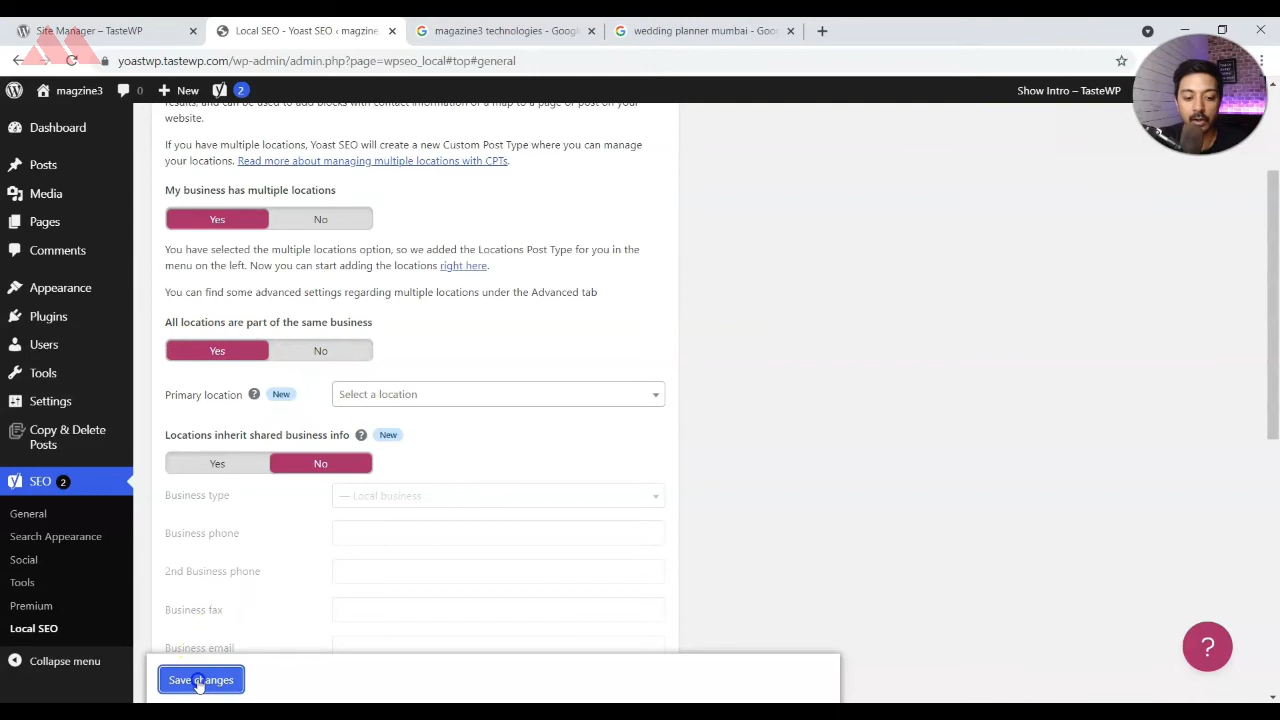 Site Manager – TasteWP
Local SEO - Yoast SEO ‹ magzine
magazine3 technologies - Google
wedding planner mumbai - Goo
yoastwp.tastewp.com/wp-admin/admin.php?page=wpseo_local#top#general
magzine3
0
New
2
Show Intro – TasteWP
Dashboard
Posts
Media
Pages
Comments
Appearance
Plugins
Users
Tools
Settings
Copy & Delete
Posts
SEO 2
General
Search Appearance
Social
Tools
Premium
Local SEO
Collapse menu
results, and can be used to add blocks with contact information or a map to a page or post on your
website.
If you have multiple locations, Yoast SEO will create a new Custom Post Type where you can manage
your locations. Read more about managing multiple locations with CPTs.
My business has multiple locations
Yes No
You have selected the multiple locations option, so we added the Locations Post Type for you in the
menu on the left. Now you can start adding the locations right here.
You can find some advanced settings regarding multiple locations under the Advanced tab
All locations are part of the same business
Yes No
Primary location ? New Select a location
Locations inherit shared business info ? New
Yes No
Business type — Local business
Business phone
2nd Business phone
Business fax
Business email
Save changes
?